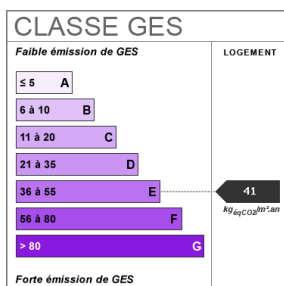 CLASSE GES
Faible émission de GES
LOGEMENT
≤ 5 A
6 à 10 B
11 à 20 C
21 à 35 D
36 à 55 E
41
kgéqCO2/m².an
56 à 80 F
> 80 G
Forte émission de GES